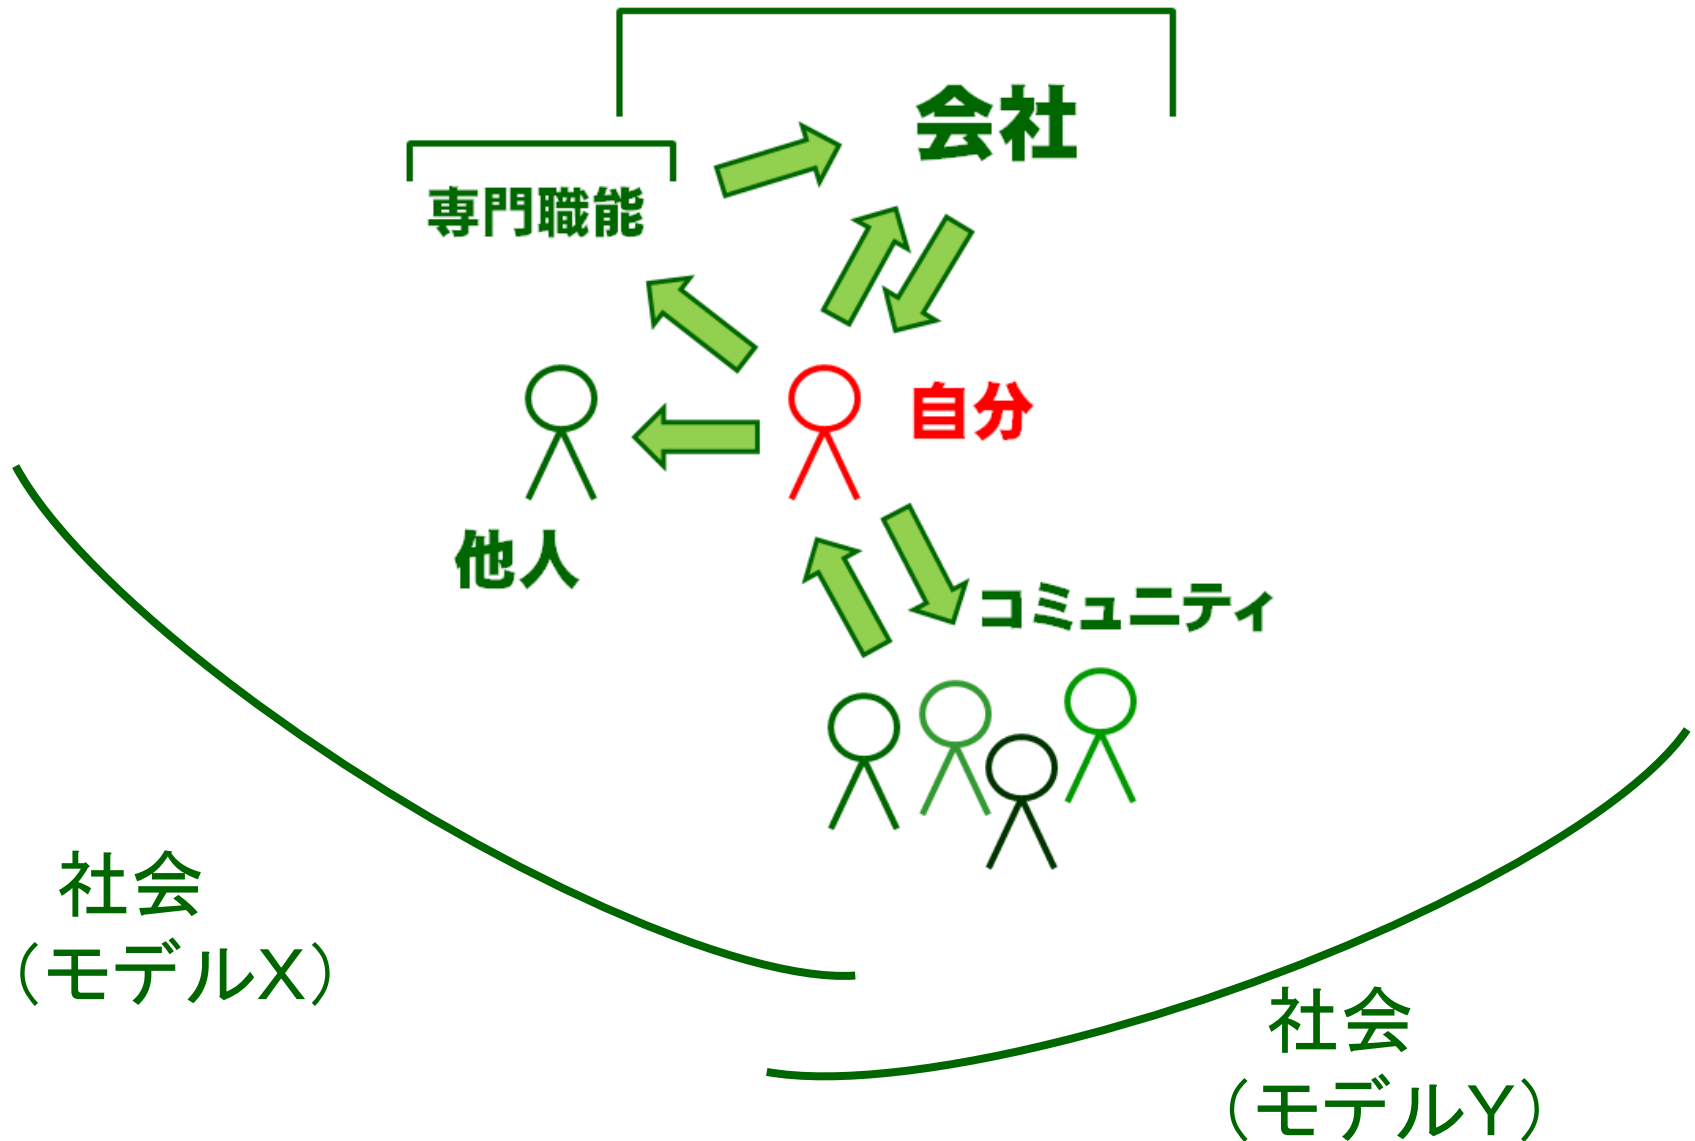 会社
専門職能
自分
他人
コミュニティ
社会
（モデルX）
社会
（モデルY）